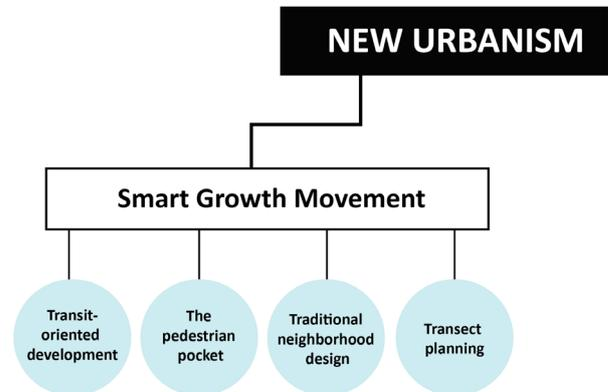 NEW URBANISM
Smart Growth Movement
Transit-
oriented
development
The
pedestrian
pocket
Traditional
neighborhood
design
Transect
planning